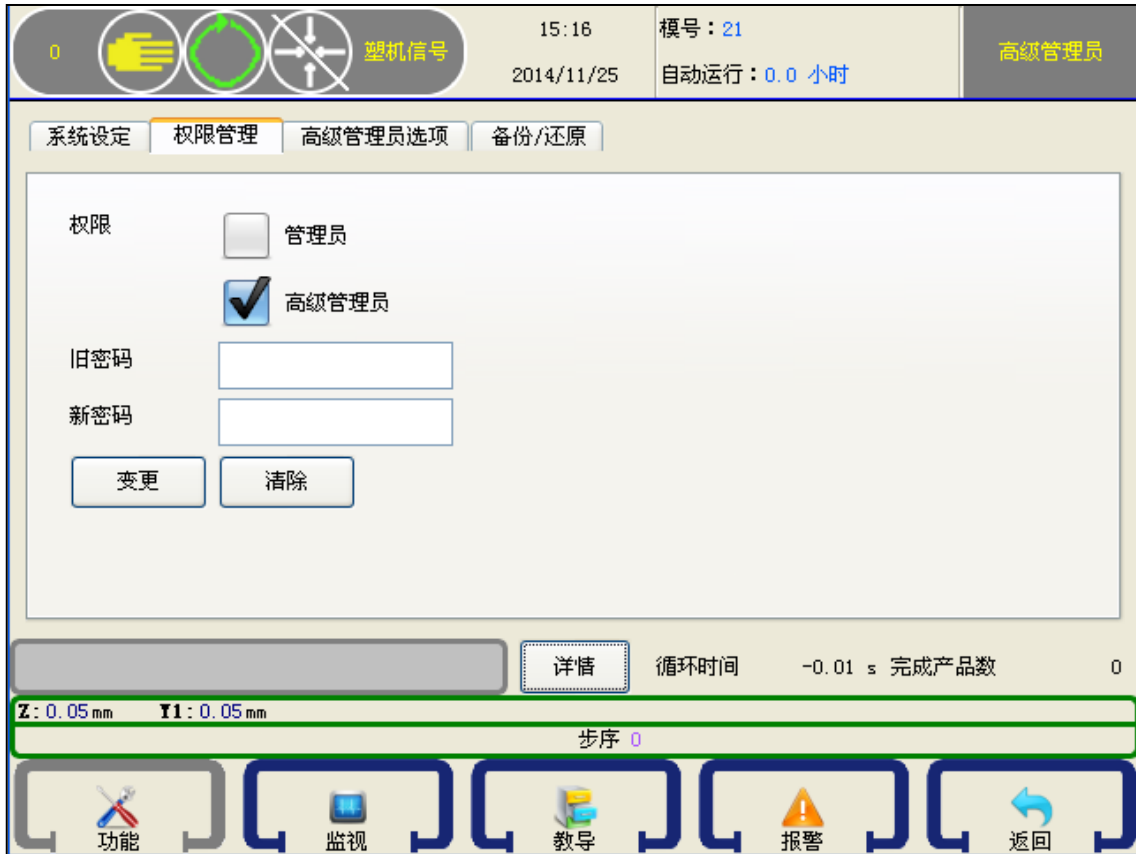 0 塑机信号 15:16 模号：21 高级管理员
2014/11/25 自动运行：0.0 小时
系统设定 权限管理 高级管理员选项 备份/还原
权限 管理员
高级管理员
旧密码
新密码
变更 清除
详情 循环时间 -0.01 s 完成产品数 0
Z:0.05mm Y1:0.05mm
步序 0
功能 监视 教导 报警 返回